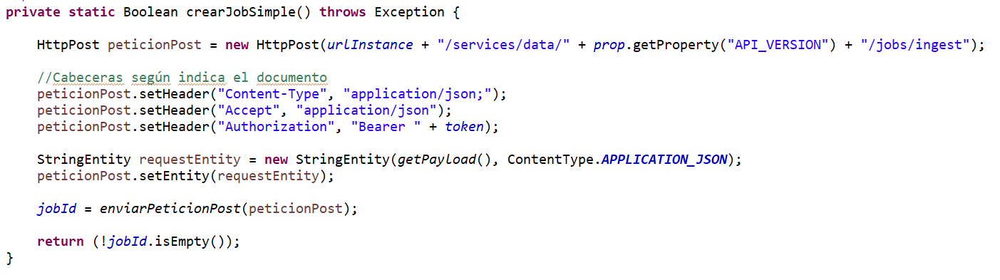 private static Boolean crearJobSimple() throws Exception {
HttpPost peticionPost = new HttpPost(urlInstance + "/services/data/" + prop.getProperty("API_VERSION") + "/jobs/ingest");
//Cabeceras según indica el documento
peticionPost.setHeader("Content-Type", "application/json;");
peticionPost.setHeader("Accept", "application/json");
peticionPost.setHeader("Authorization", "Bearer " + token);
StringEntity requestEntity = new StringEntity(getPayload(), ContentType.APPLICATION_JSON);
peticionPost.setEntity(requestEntity);
jobId = enviarPeticionPost(peticionPost);
return (!jobId.isEmpty());
}